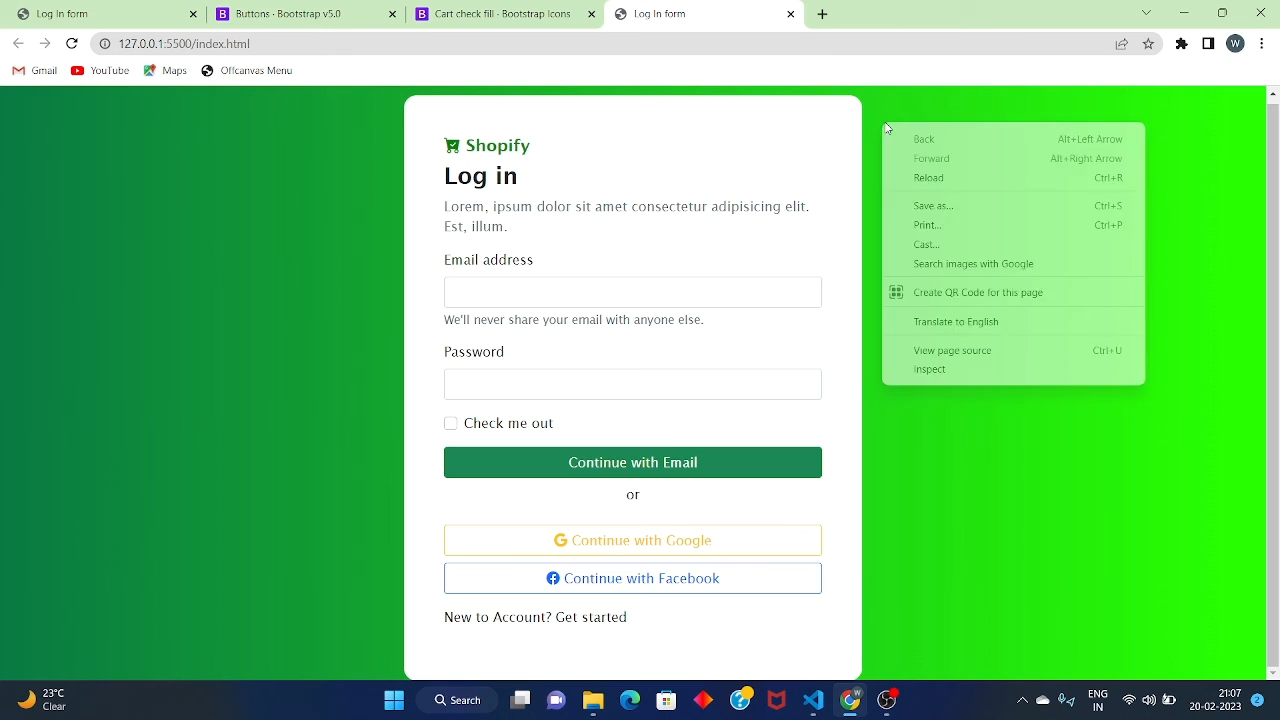 Log In form
Buttons · Bootstrap v5.0
Cart check fill · Bootstrap Icons
Log In form
127.0.0.1:5500/index.html
W
Gmail
YouTube
Maps
Offcanvas Menu
Shopify
Log in
Lorem, ipsum dolor sit amet consectetur adipisicing elit.
Est, illum.
Email address
We'll never share your email with anyone else.
Password
Check me out
Continue with Email
or
Continue with Google
Continue with Facebook
New to Account? Get started
Back Alt+Left Arrow
Forward Alt+Right Arrow
Reload Ctrl+R
Save as... Ctrl+S
Print... Ctrl+P
Cast...
Search images with Google
Create QR Code for this page
Translate to English
View page source Ctrl+U
Inspect
23°C
Clear
Search
W
ENG
IN
21:07
20-02-2023
2